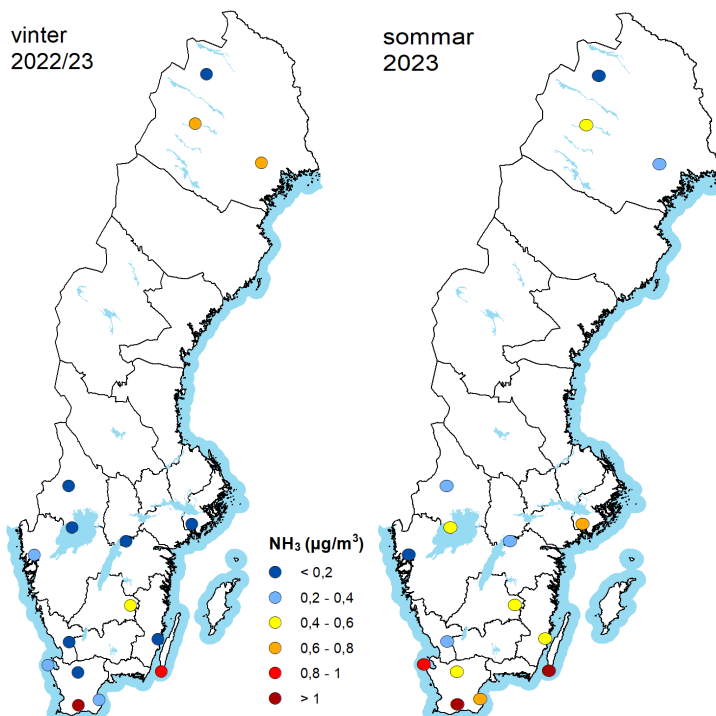 vinter
2022/23
sommar
2023
NH₃ (µg/m³)
< 0,2
0,2 - 0,4
0,4 - 0,6
0,6 - 0,8
0,8 - 1
> 1